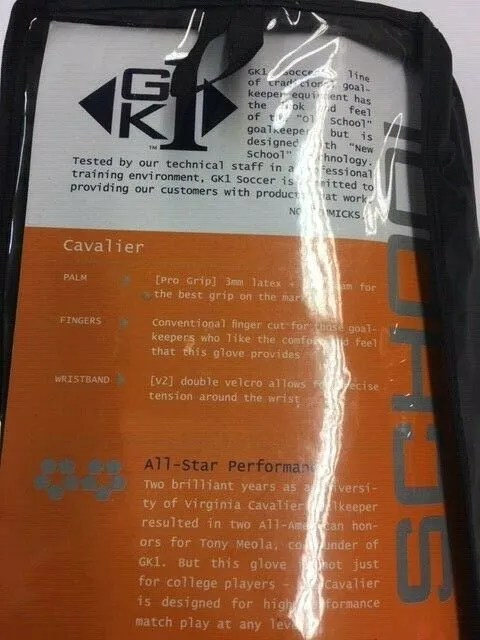 GK1
TM
GK1 Soccer line
of traditional goal-
keeper equipment has
the look and feel
of the "Old School"
goalkeeper but is
designed with "New
School" technology.
Tested by our technical staff in a professional
training environment, GK1 Soccer is committed to
providing our customers with products that work.
NO GIMMICKS.
Cavalier
PALM
[Pro Grip] 3mm latex + foam for
the best grip on the market
FINGERS
Conventional finger cut for those goal-
keepers who like the comfort and feel
that this glove provides
WRISTBAND
[v2] double velcro allows for precise
tension around the wrist
All-Star Performance
Two brilliant years as a University
of Virginia Cavalier goalkeeper
resulted in two All-American hon-
ors for Tony Meola, co-founder of
GK1. But this glove is not just
for college players – the Cavalier
is designed for high performance
match play at any level.
SCHOOL